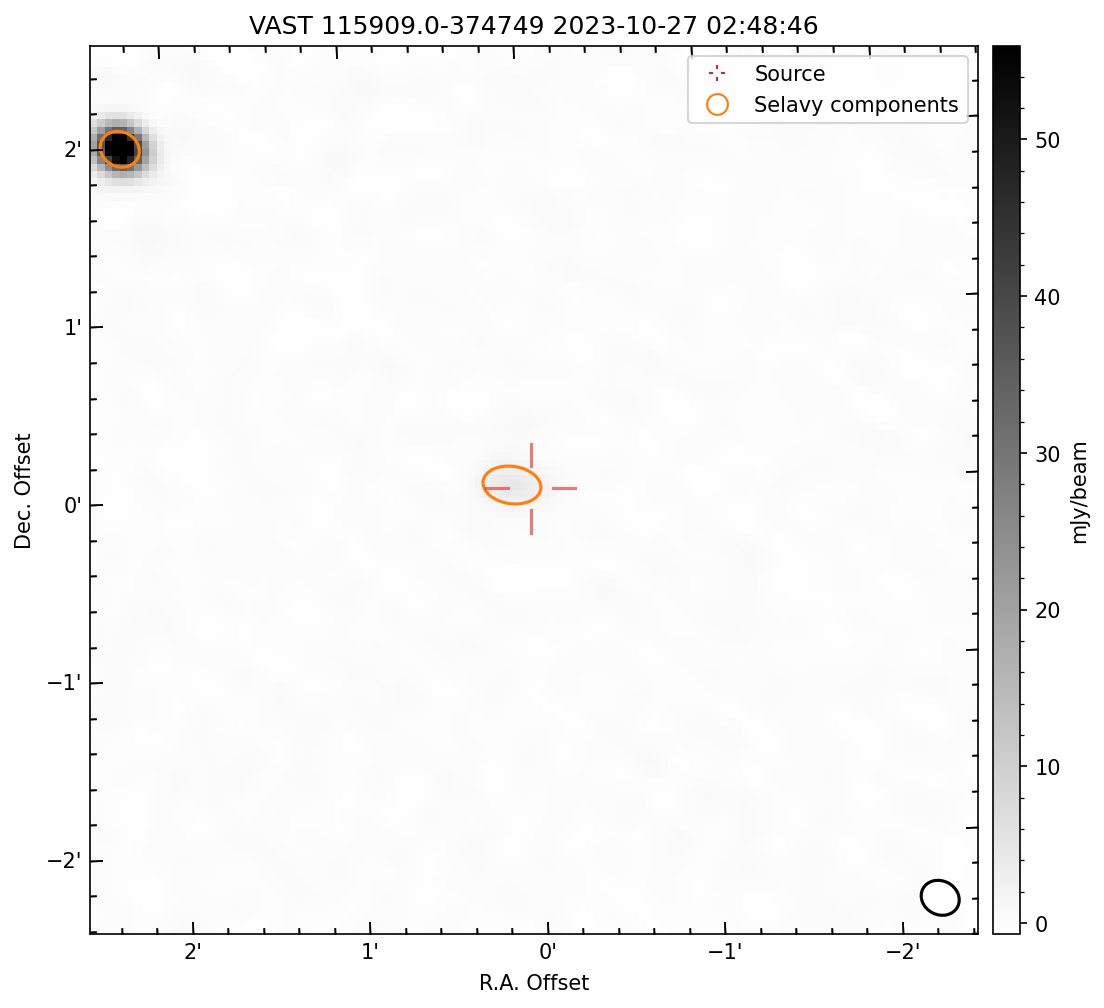 VAST 115909.0-374749 2023-10-27 02:48:46
Source
Selavy components
2'
1'
0'
−1'
−2'
Dec. Offset
2'
1'
0'
−1'
−2'
R.A. Offset
50
40
30
20
10
0
mJy/beam